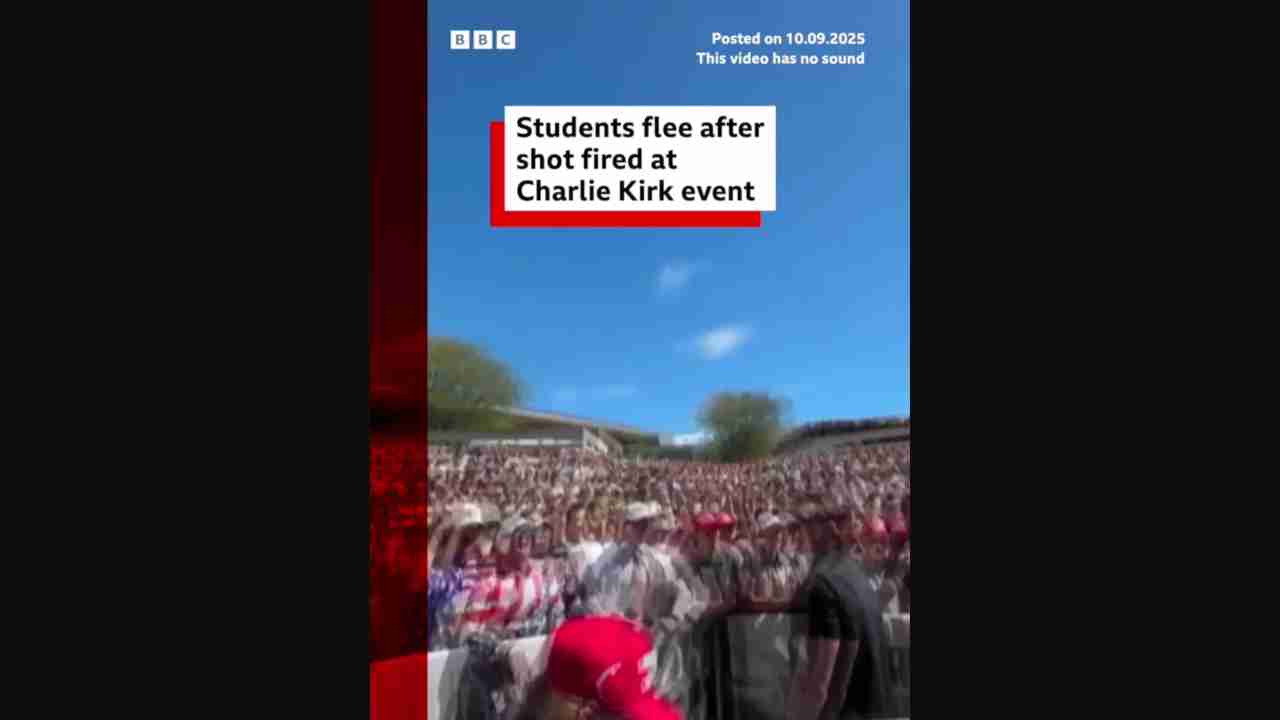 BBC
Posted on 10.09.2025
This video has no sound
Students flee after
shot fired at
Charlie Kirk event